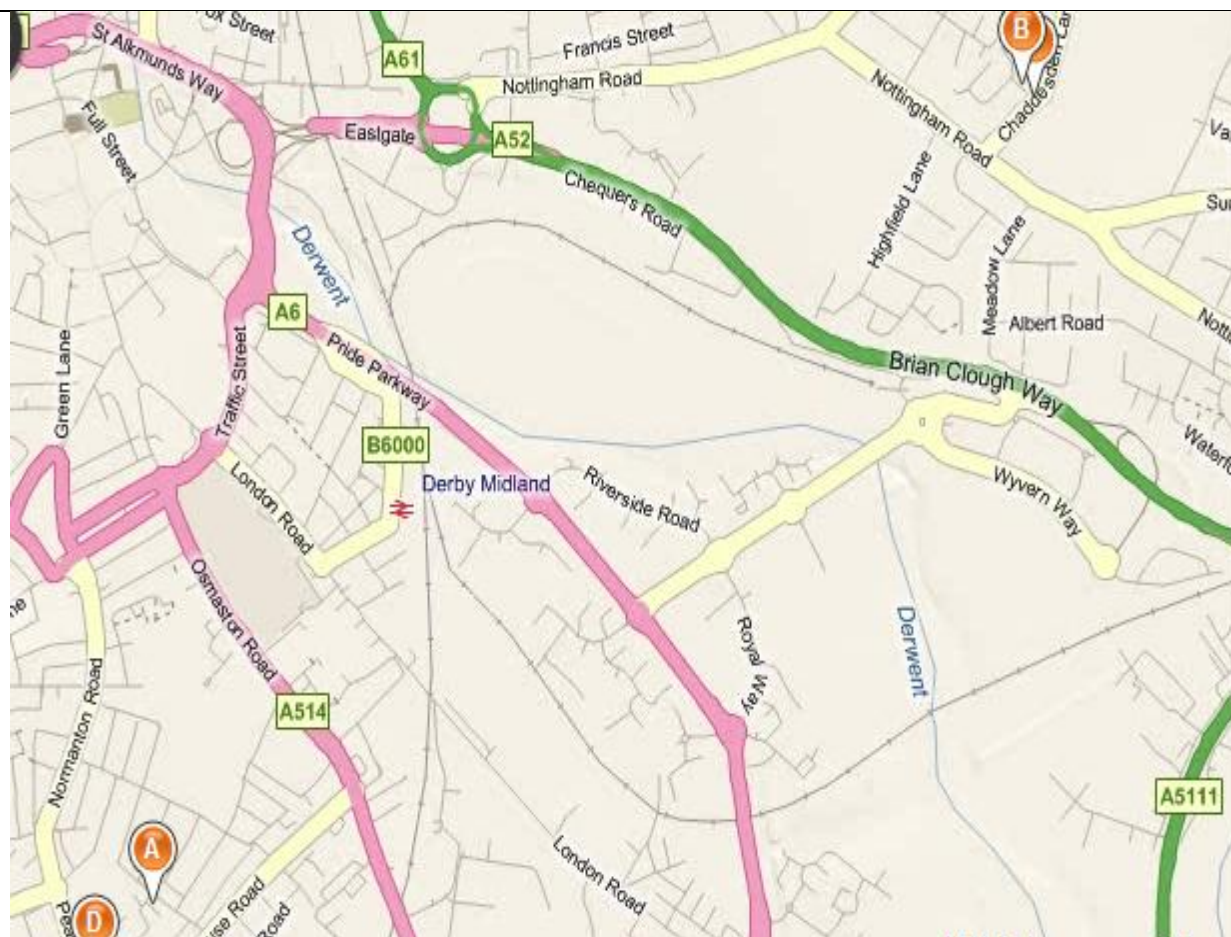 St Alkmunds Way
Fox Street
A61
Francis Street
Nottingham Road
B
Chaddesden Lan
Nottingham Road
Full Street
Eastgate
A52
Chequers Road
Highfield Lane
Meadow Lane
Albert Road
Derwent
A6
Pride Parkway
Traffic Street
Green Lane
Brian Clough Way
B6000
Derby Midland
Riverside Road
London Road
Wyvern Way
Osmaston Road
Royal Way
Derwent
A514
Normanton Road
A5111
A
London Road
D
use Road
Road